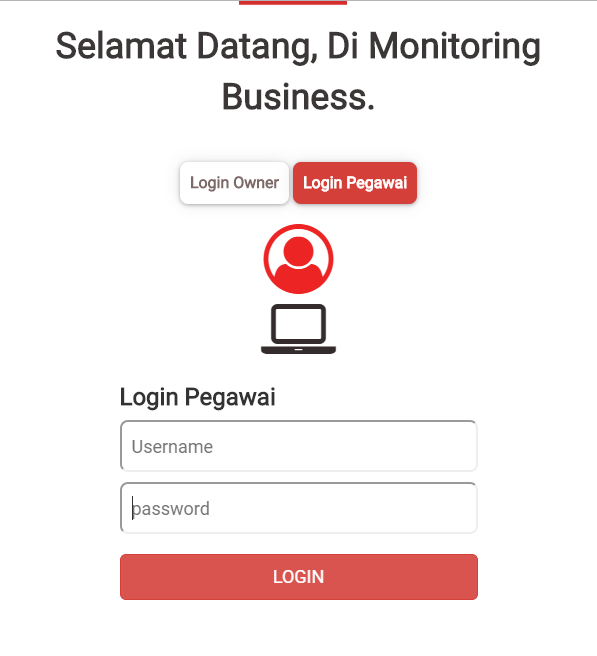 Selamat Datang, Di Monitoring
Business.
Login Owner
Login Pegawai
Login Pegawai
Username
password
LOGIN